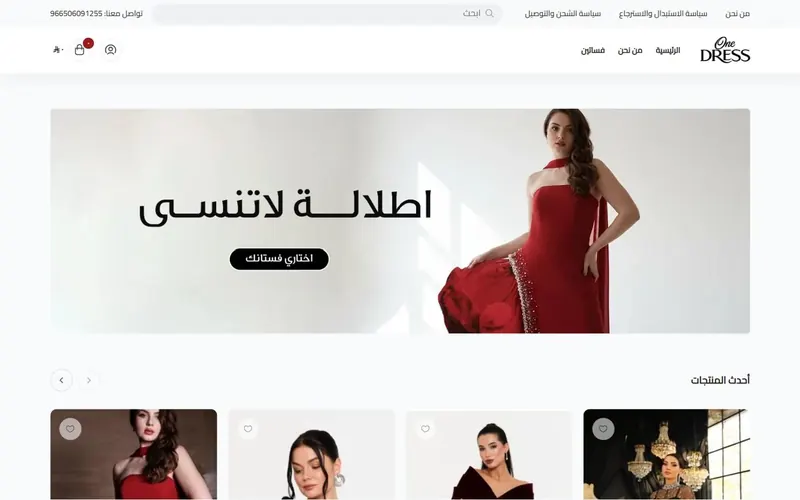 من نحن
سياسة الاستبدال والاسترجاع
سياسة الشحن والتوصيل
ابحث
تواصل معنا: 966506091255
One
DRESS
الرئيسية
من نحن
فساتين
اطلالـــة لاتنســـى
اختاري فستانك
أحدث المنتجات